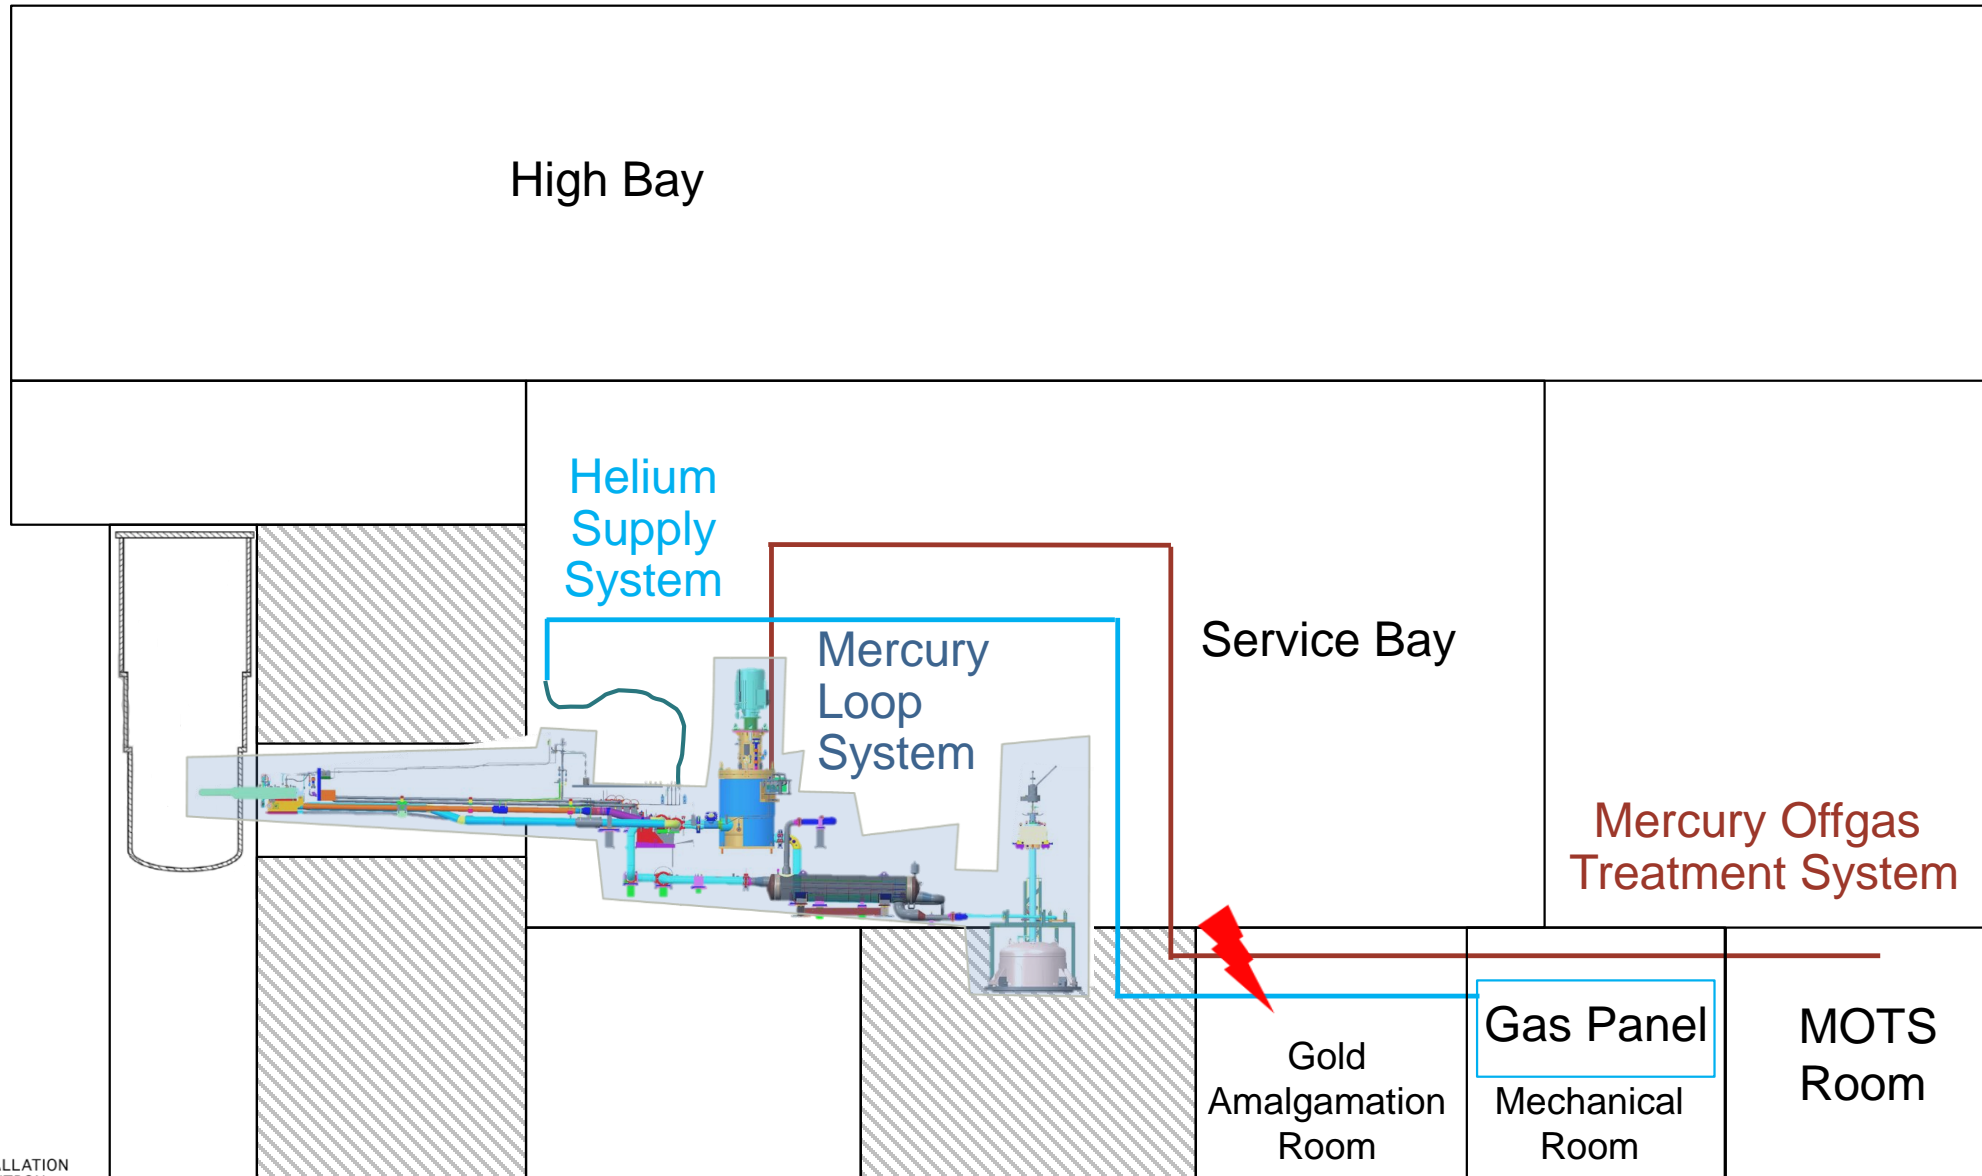 High Bay
Helium
Supply
System
Mercury
Loop
System
Service Bay
Mercury Offgas
Treatment System
Gas Panel
MOTS
Room
Gold
Amalgamation
Room
Mechanical
Room